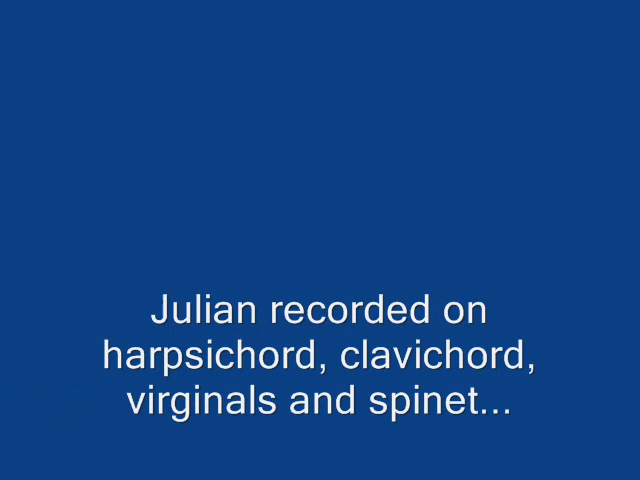 Julian recorded on
harpsichord, clavichord,
virginals and spinet...